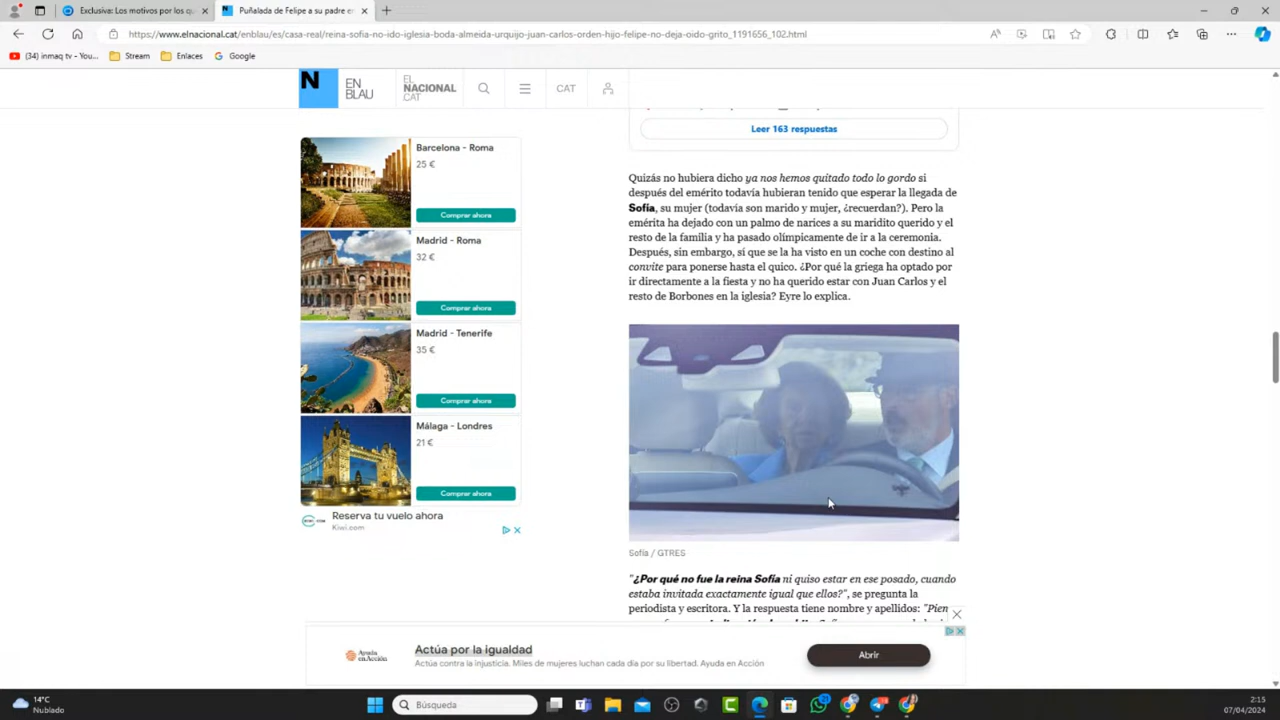 Exclusiva: Los motivos por los qu
Puñalada de Felipe a su padre en
https://www.elnacional.cat/enblau/es/casa-real/reina-sofia-no-ido-iglesia-boda-almeida-urquijo-juan-carlos-orden-hijo-felipe-no-deja-oido-grito_1191656_102.html
(34) inmaq tv - You...
Stream
Enlaces
Google
N
EN
BLAU
EL
NACIONAL
.CAT
CAT
Leer 163 respuestas
Barcelona - Roma
25 €
Comprar ahora
Madrid - Roma
32 €
Comprar ahora
Madrid - Tenerife
35 €
Comprar ahora
Málaga - Londres
21 €
Comprar ahora
Reserva tu vuelo ahora
Kiwi.com
Quizás no hubiera dicho ya nos hemos quitado todo lo gordo si
después del emérito todavía hubieran tenido que esperar la llegada de
Sofía, su mujer (todavía son marido y mujer, ¿recuerdan?). Pero la
emérita ha dejado con un palmo de narices a su maridito querido y el
resto de la familia y ha pasado olímpicamente de ir a la ceremonia.
Después, sin embargo, sí que se la ha visto en un coche con destino al
convite para ponerse hasta el quico. ¿Por qué la griega ha optado por
ir directamente a la fiesta y no ha querido estar con Juan Carlos y el
resto de Borbones en la iglesia? Eyre lo explica.
Sofía / GTRES
"¿Por qué no fue la reina Sofía ni quiso estar en ese posado, cuando
estaba invitada exactamente igual que ellos?", se pregunta la
periodista y escritora. Y la respuesta tiene nombre y apellidos: "Pien
Ayuda
en Acción
Actúa por la igualdad
Actúa contra la injusticia. Miles de mujeres luchan cada día por su libertad. Ayuda en Acción
Abrir
14°C
Nublado
Búsqueda
2:15
07/04/2024